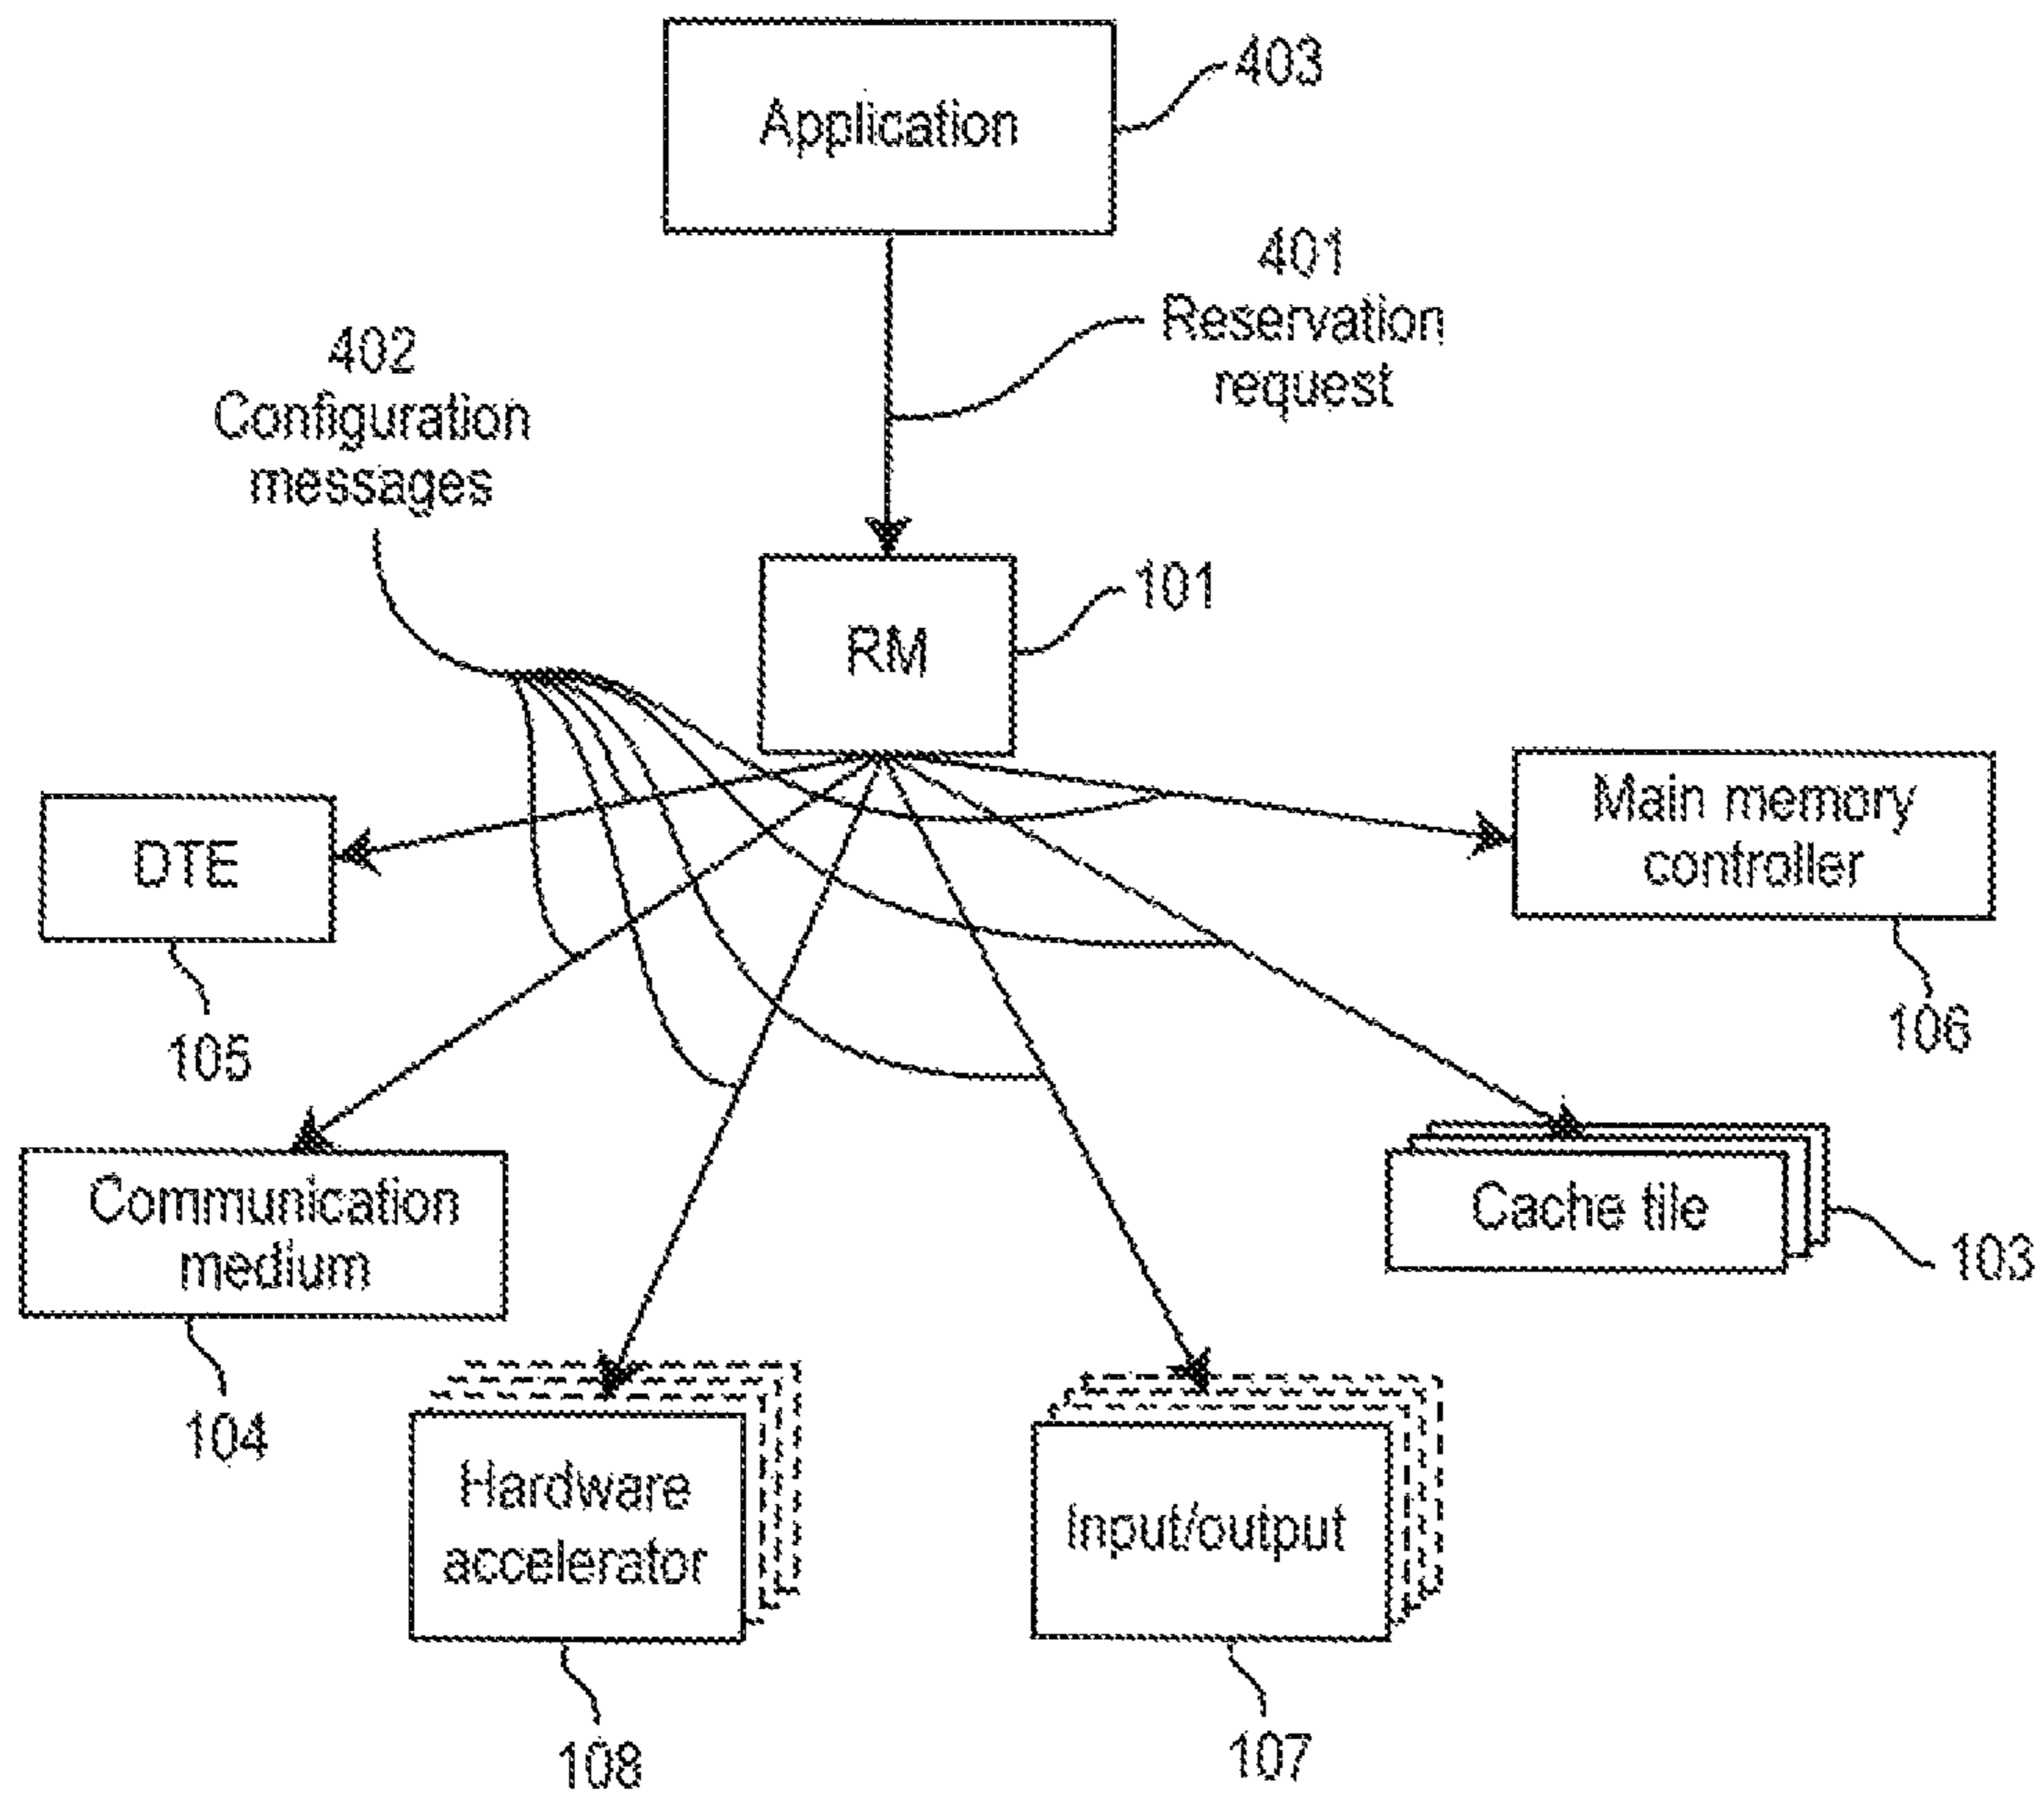 Application
403
401
Reservation
request
402
Configuration
messages
RM
101
Main memory
controller
DTE
106
105
Communication
medium
Cache tile
103
104
Hardware
accelerator
Input/output
108
107